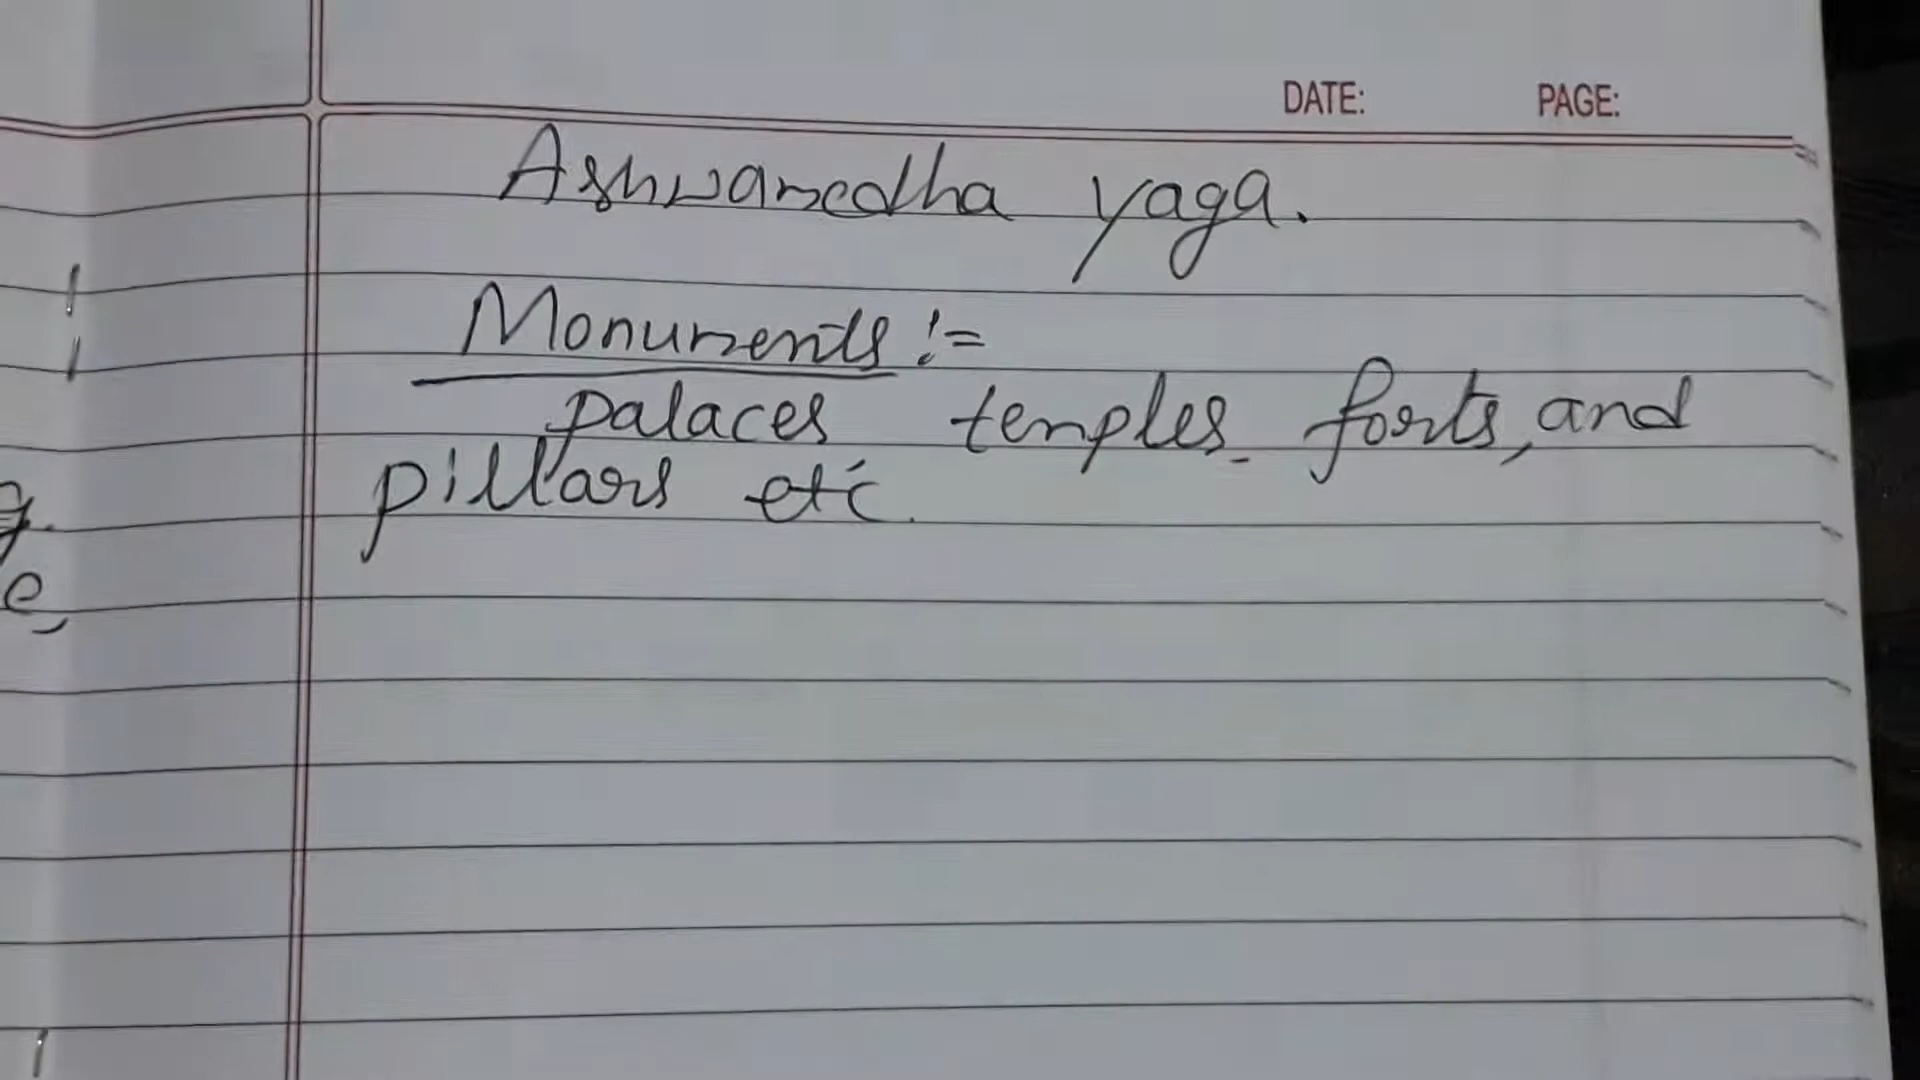 DATE: PAGE:
Ashwamedha yaga.
Monuments :=
palaces temples forts, and
pillars etc.